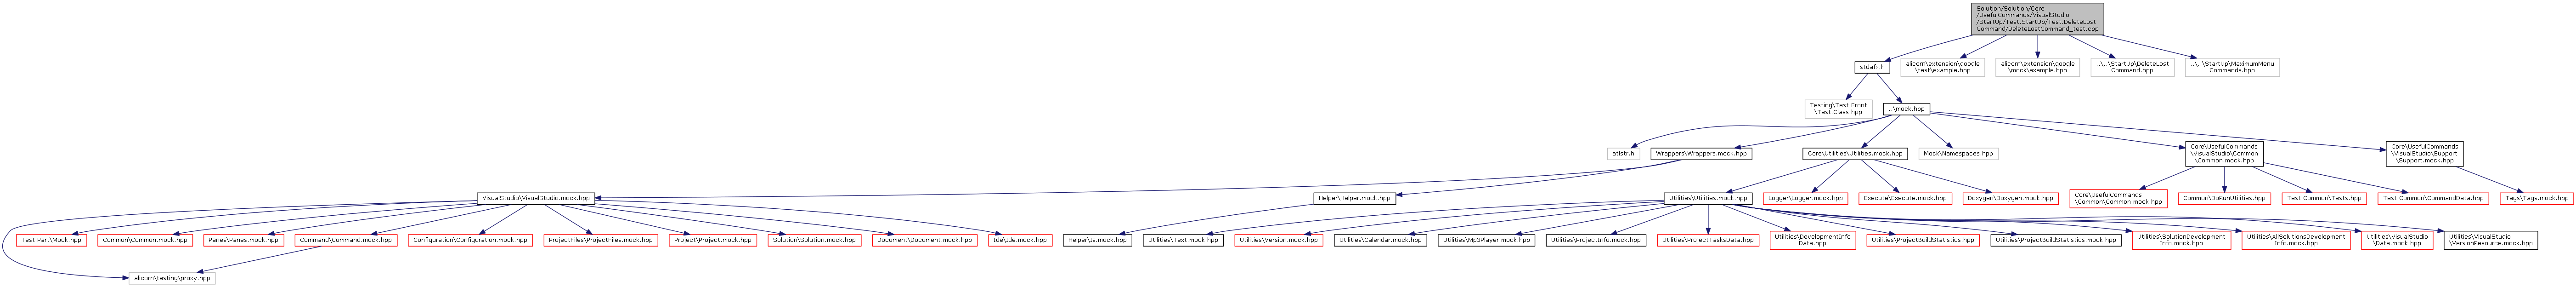 Solution/Solution/Core
/UsefulCommands/VisualStudio
/StartUp/Test.StartUp/Test.DeleteLost
Command/DeleteLostCommand_test.cpp
stdafx.h
alicorn\extension\google
\test\example.hpp
alicorn\extension\google
\mock\example.hpp
..\..\StartUp\DeleteLost
Command.hpp
..\..\StartUp\MaximumMenu
Commands.hpp
Testing\Test.Front
\Test.Class.hpp
..\mock.hpp
atlstr.h
Wrappers\Wrappers.mock.hpp
Core\Utilities\Utilities.mock.hpp
Mock\Namespaces.hpp
Core\UsefulCommands
\VisualStudio\Common
\Common.mock.hpp
Core\UsefulCommands
\VisualStudio\Support
\Support.mock.hpp
VisualStudio\VisualStudio.mock.hpp
Helper\Helper.mock.hpp
Utilities\Utilities.mock.hpp
Logger\Logger.mock.hpp
Execute\Execute.mock.hpp
Doxygen\Doxygen.mock.hpp
Core\UsefulCommands
\Common\Common.mock.hpp
Common\DoRunUtilities.hpp
Test.Common\Tests.hpp
Test.Common\CommandData.hpp
Tags\Tags.mock.hpp
Test.Part\Mock.hpp
Common\Common.mock.hpp
Panes\Panes.mock.hpp
Command\Command.mock.hpp
Configuration\Configuration.mock.hpp
ProjectFiles\ProjectFiles.mock.hpp
Project\Project.mock.hpp
Solution\Solution.mock.hpp
Document\Document.mock.hpp
Ide\Ide.mock.hpp
Helper\Is.mock.hpp
Utilities\Text.mock.hpp
Utilities\Version.mock.hpp
Utilities\Calendar.mock.hpp
Utilities\Mp3Player.mock.hpp
Utilities\ProjectInfo.mock.hpp
Utilities\ProjectTasksData.hpp
Utilities\DevelopmentInfo
Data.hpp
Utilities\ProjectBuildStatistics.hpp
Utilities\ProjectBuildStatistics.mock.hpp
Utilities\SolutionDevelopment
Info.mock.hpp
Utilities\AllSolutionsDevelopment
Info.mock.hpp
Utilities\VisualStudio
\Data.mock.hpp
Utilities\VisualStudio
\VersionResource.mock.hpp
alicorn\testing\proxy.hpp